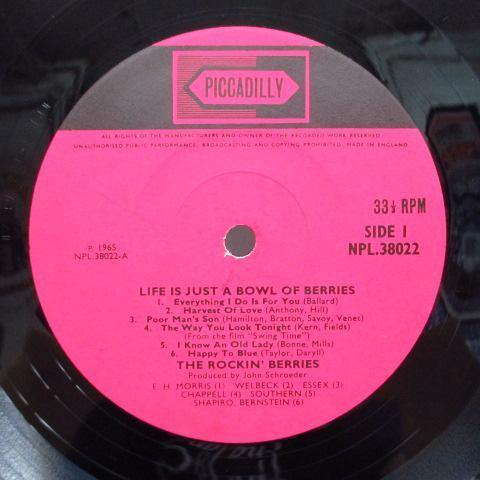 PICCADILLY
ALL RIGHTS OF THE MANUFACTURERS AND OWNER OF THE RECORDED WORK RESERVED
UNAUTHORISED PUBLIC PERFORMANCE, BROADCASTING AND COPYING PROHIBITED. MADE IN ENGLAND.
33⅓ RPM
SIDE 1
NPL.38022
P. 1965
NPL.38022-A
LIFE IS JUST A BOWL OF BERRIES
1. Everything I Do Is For You (Ballard)
2. Harvest Of Love (Anthony, Hill)
3. Poor Man's Son (Hamilton, Bratton, Savoy, Venet)
4. The Way You Look Tonight (Kern, Fields)
(From the film "Swing Time")
5. I Know An Old Lady (Bonne, Mills)
6. Happy To Blue (Taylor, Daryll)
THE ROCKIN' BERRIES
Produced by John Schroeder
E. H. MORRIS (1) WELBECK (2) ESSEX (3)
CHAPPELL (4) SOUTHERN (5)
SHAPIRO, BERNSTEIN (6)